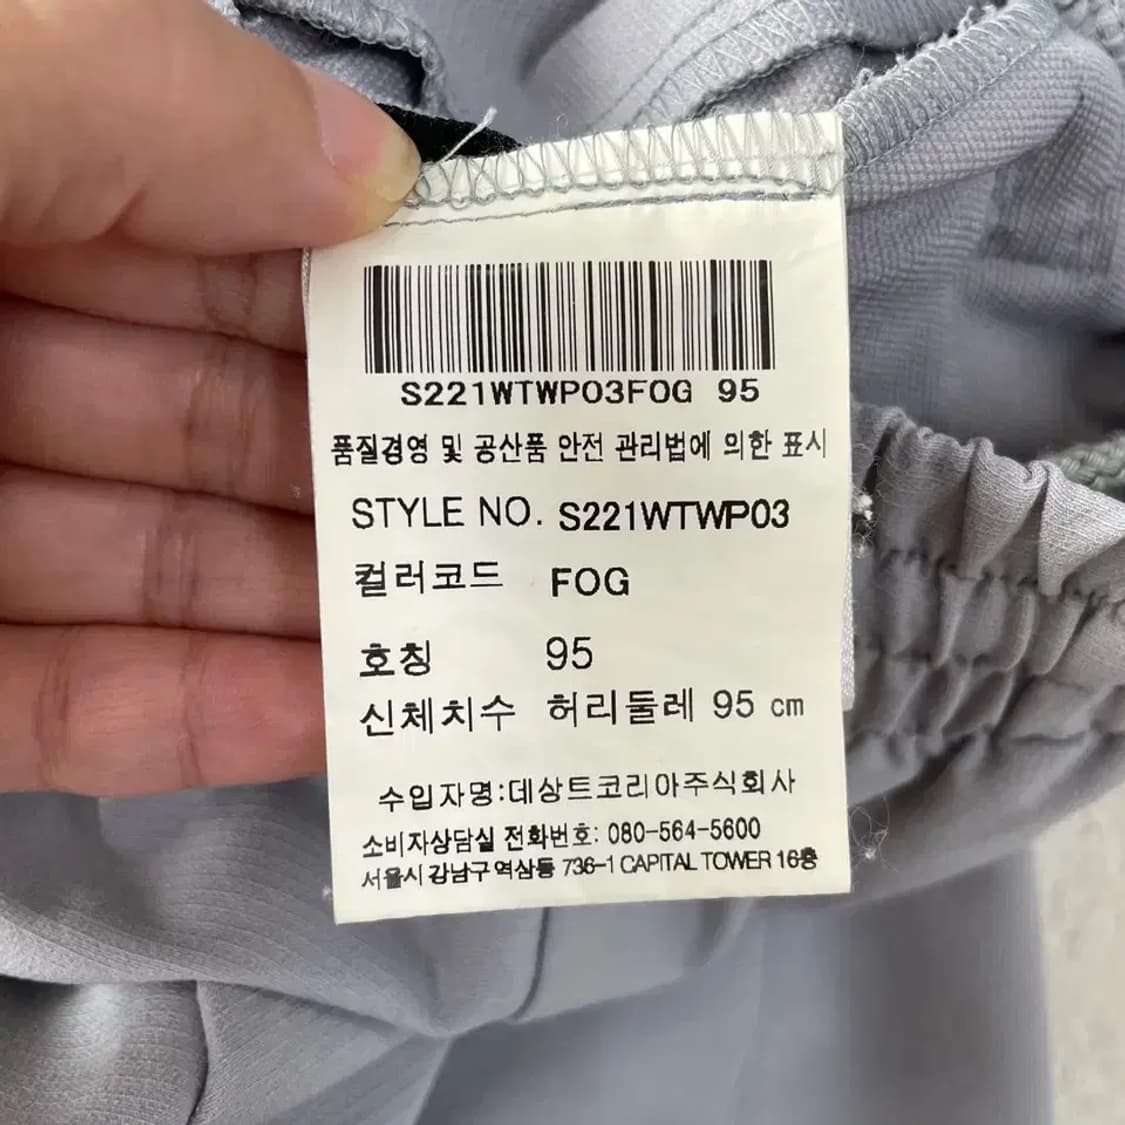 S221WTWP03FOG 95
품질경영 및 공산품 안전 관리법에 의한 표시
STYLE NO. S221WTWP03
컬러코드 FOG
호칭 95
신체치수 허리둘레 95 cm
수입자명:데상트코리아주식회사
소비자상담실 전화번호: 080-564-5600
서울시 강남구 역삼동 736-1 CAPITAL TOWER 16층